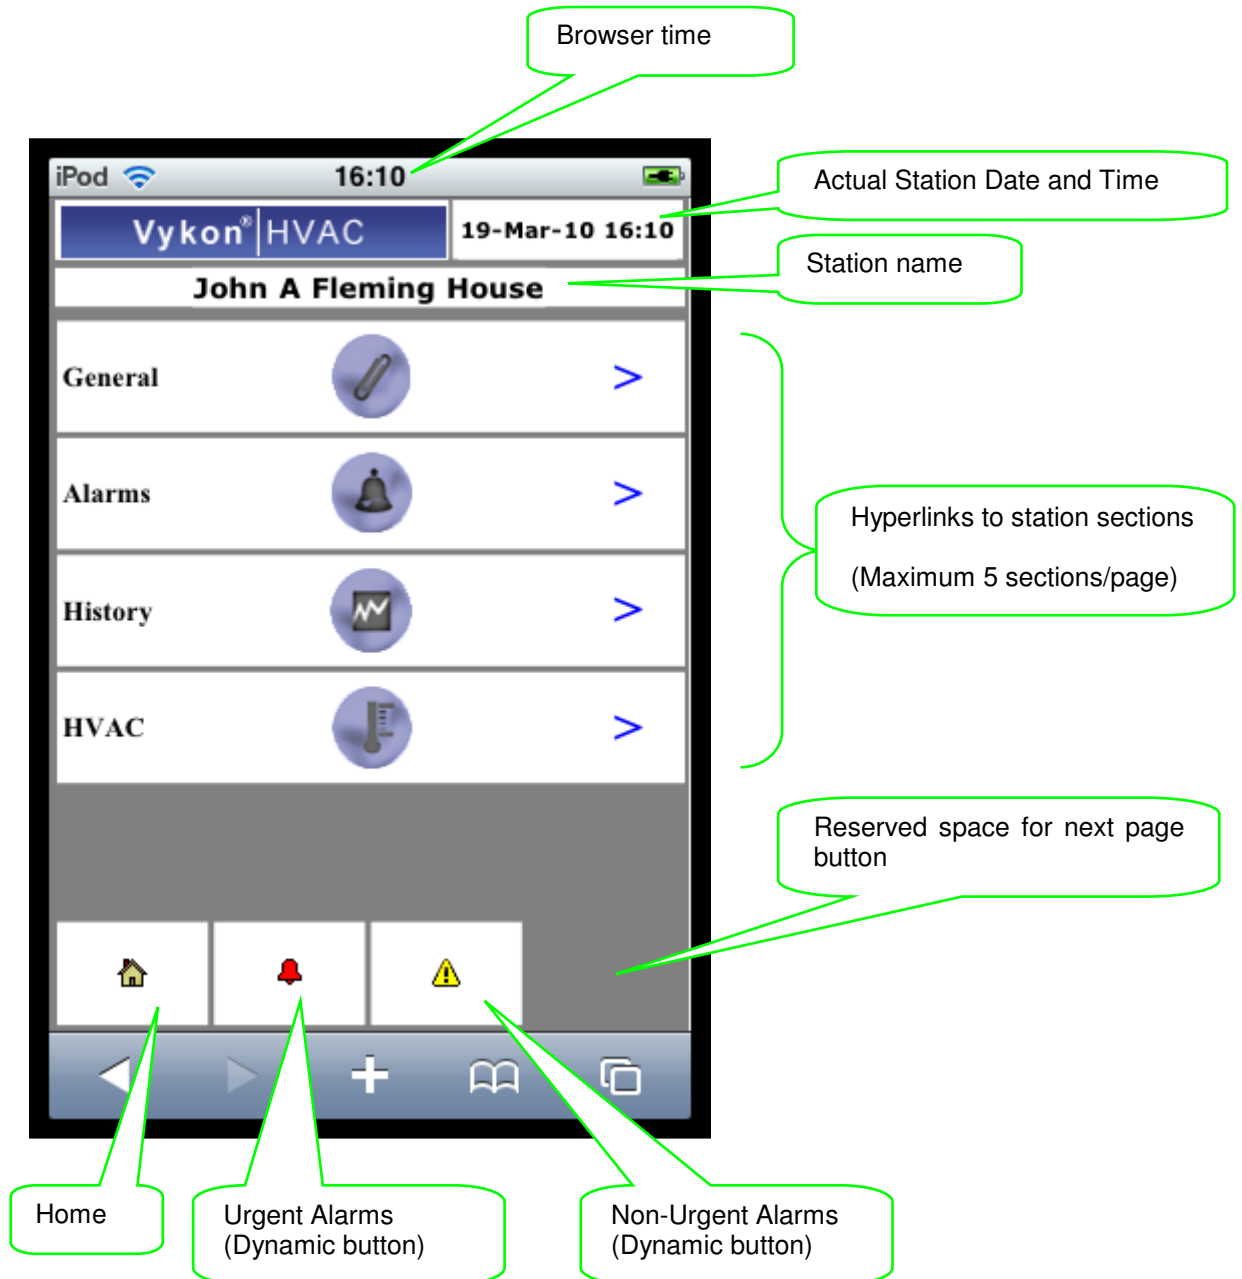 Browser time
iPod
16:10
Actual Station Date and Time
Vykon®|HVAC
19-Mar-10 16:10
Station name
John A Fleming House
General
>
Alarms
>
Hyperlinks to station sections
(Maximum 5 sections/page)
History
>
HVAC
>
Reserved space for next page
button
Home
Urgent Alarms
(Dynamic button)
Non-Urgent Alarms
(Dynamic button)